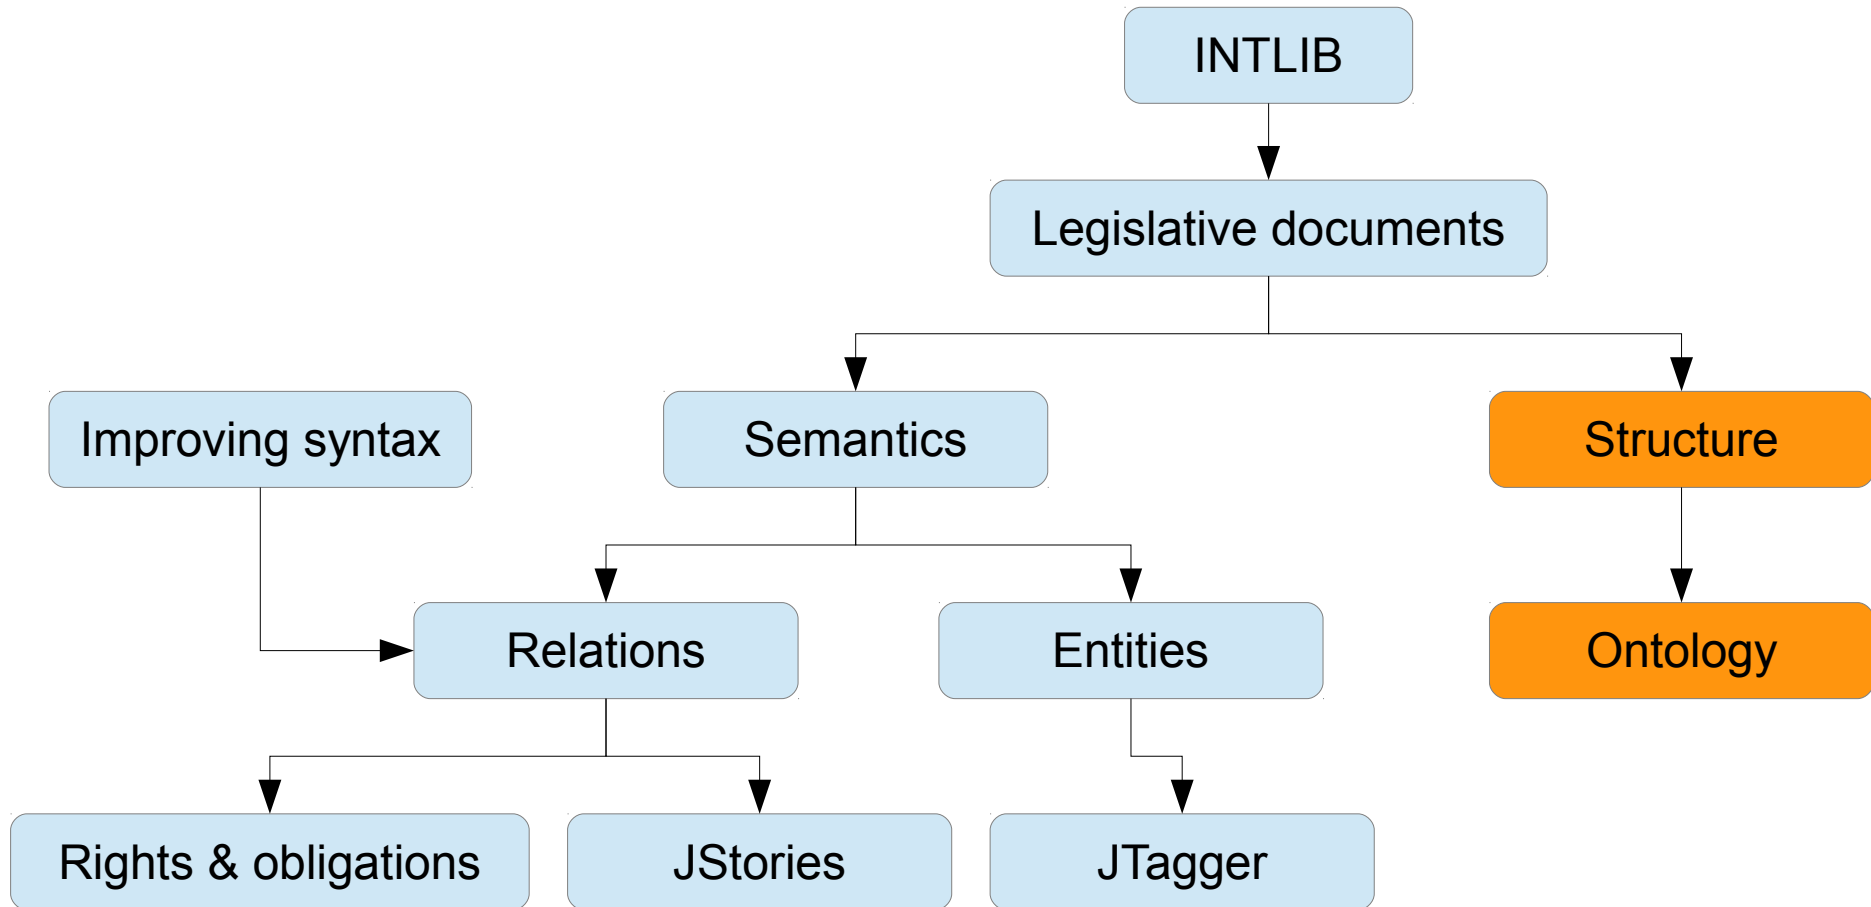 INTLIB
Legislative documents
Improving syntax
Semantics
Structure
Relations
Entities
Ontology
Rights & obligations
JStories
JTagger